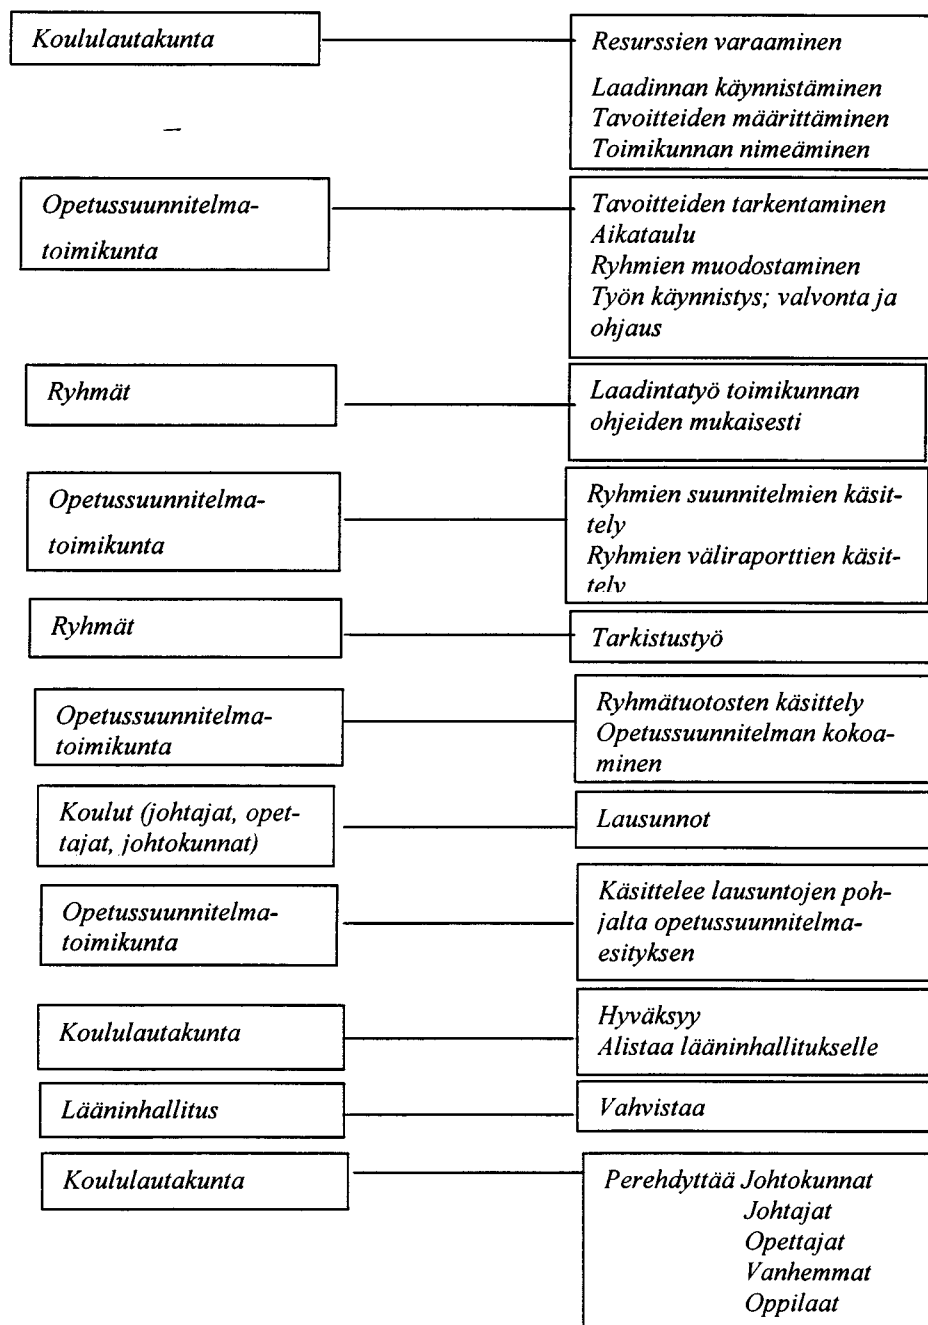 Koululautakunta
Resurssien varaaminen
Laadinnan käynnistäminen
Tavoitteiden määrittäminen
Toimikunnan nimeäminen
Opetussuunnitelma-
toimikunta
Tavoitteiden tarkentaminen
Aikataulu
Ryhmien muodostaminen
Työn käynnistys; valvonta ja
ohjaus
Ryhmät
Laadintatyö toimikunnan
ohjeiden mukaisesti
Opetussuunnitelma-
toimikunta
Ryhmien suunnitelmien käsit-
tely
Ryhmien väliraporttien käsit-
tely
Ryhmät
Tarkistustyö
Opetussuunnitelma-
toimikunta
Ryhmätuotosten käsittely
Opetussuunnitelman kokoa-
minen
Koulut (johtajat, opet-
tajat, johtokunnat)
Lausunnot
Opetussuunnitelma-
toimikunta
Käsittelee lausuntojen poh-
jalta opetussuunnitelma-
esityksen
Koululautakunta
Hyväksyy
Alistaa lääninhallitukselle
Lääninhallitus
Vahvistaa
Koululautakunta
Perehdyttää Johtokunnat
Johtajat
Opettajat
Vanhemmat
Oppilaat